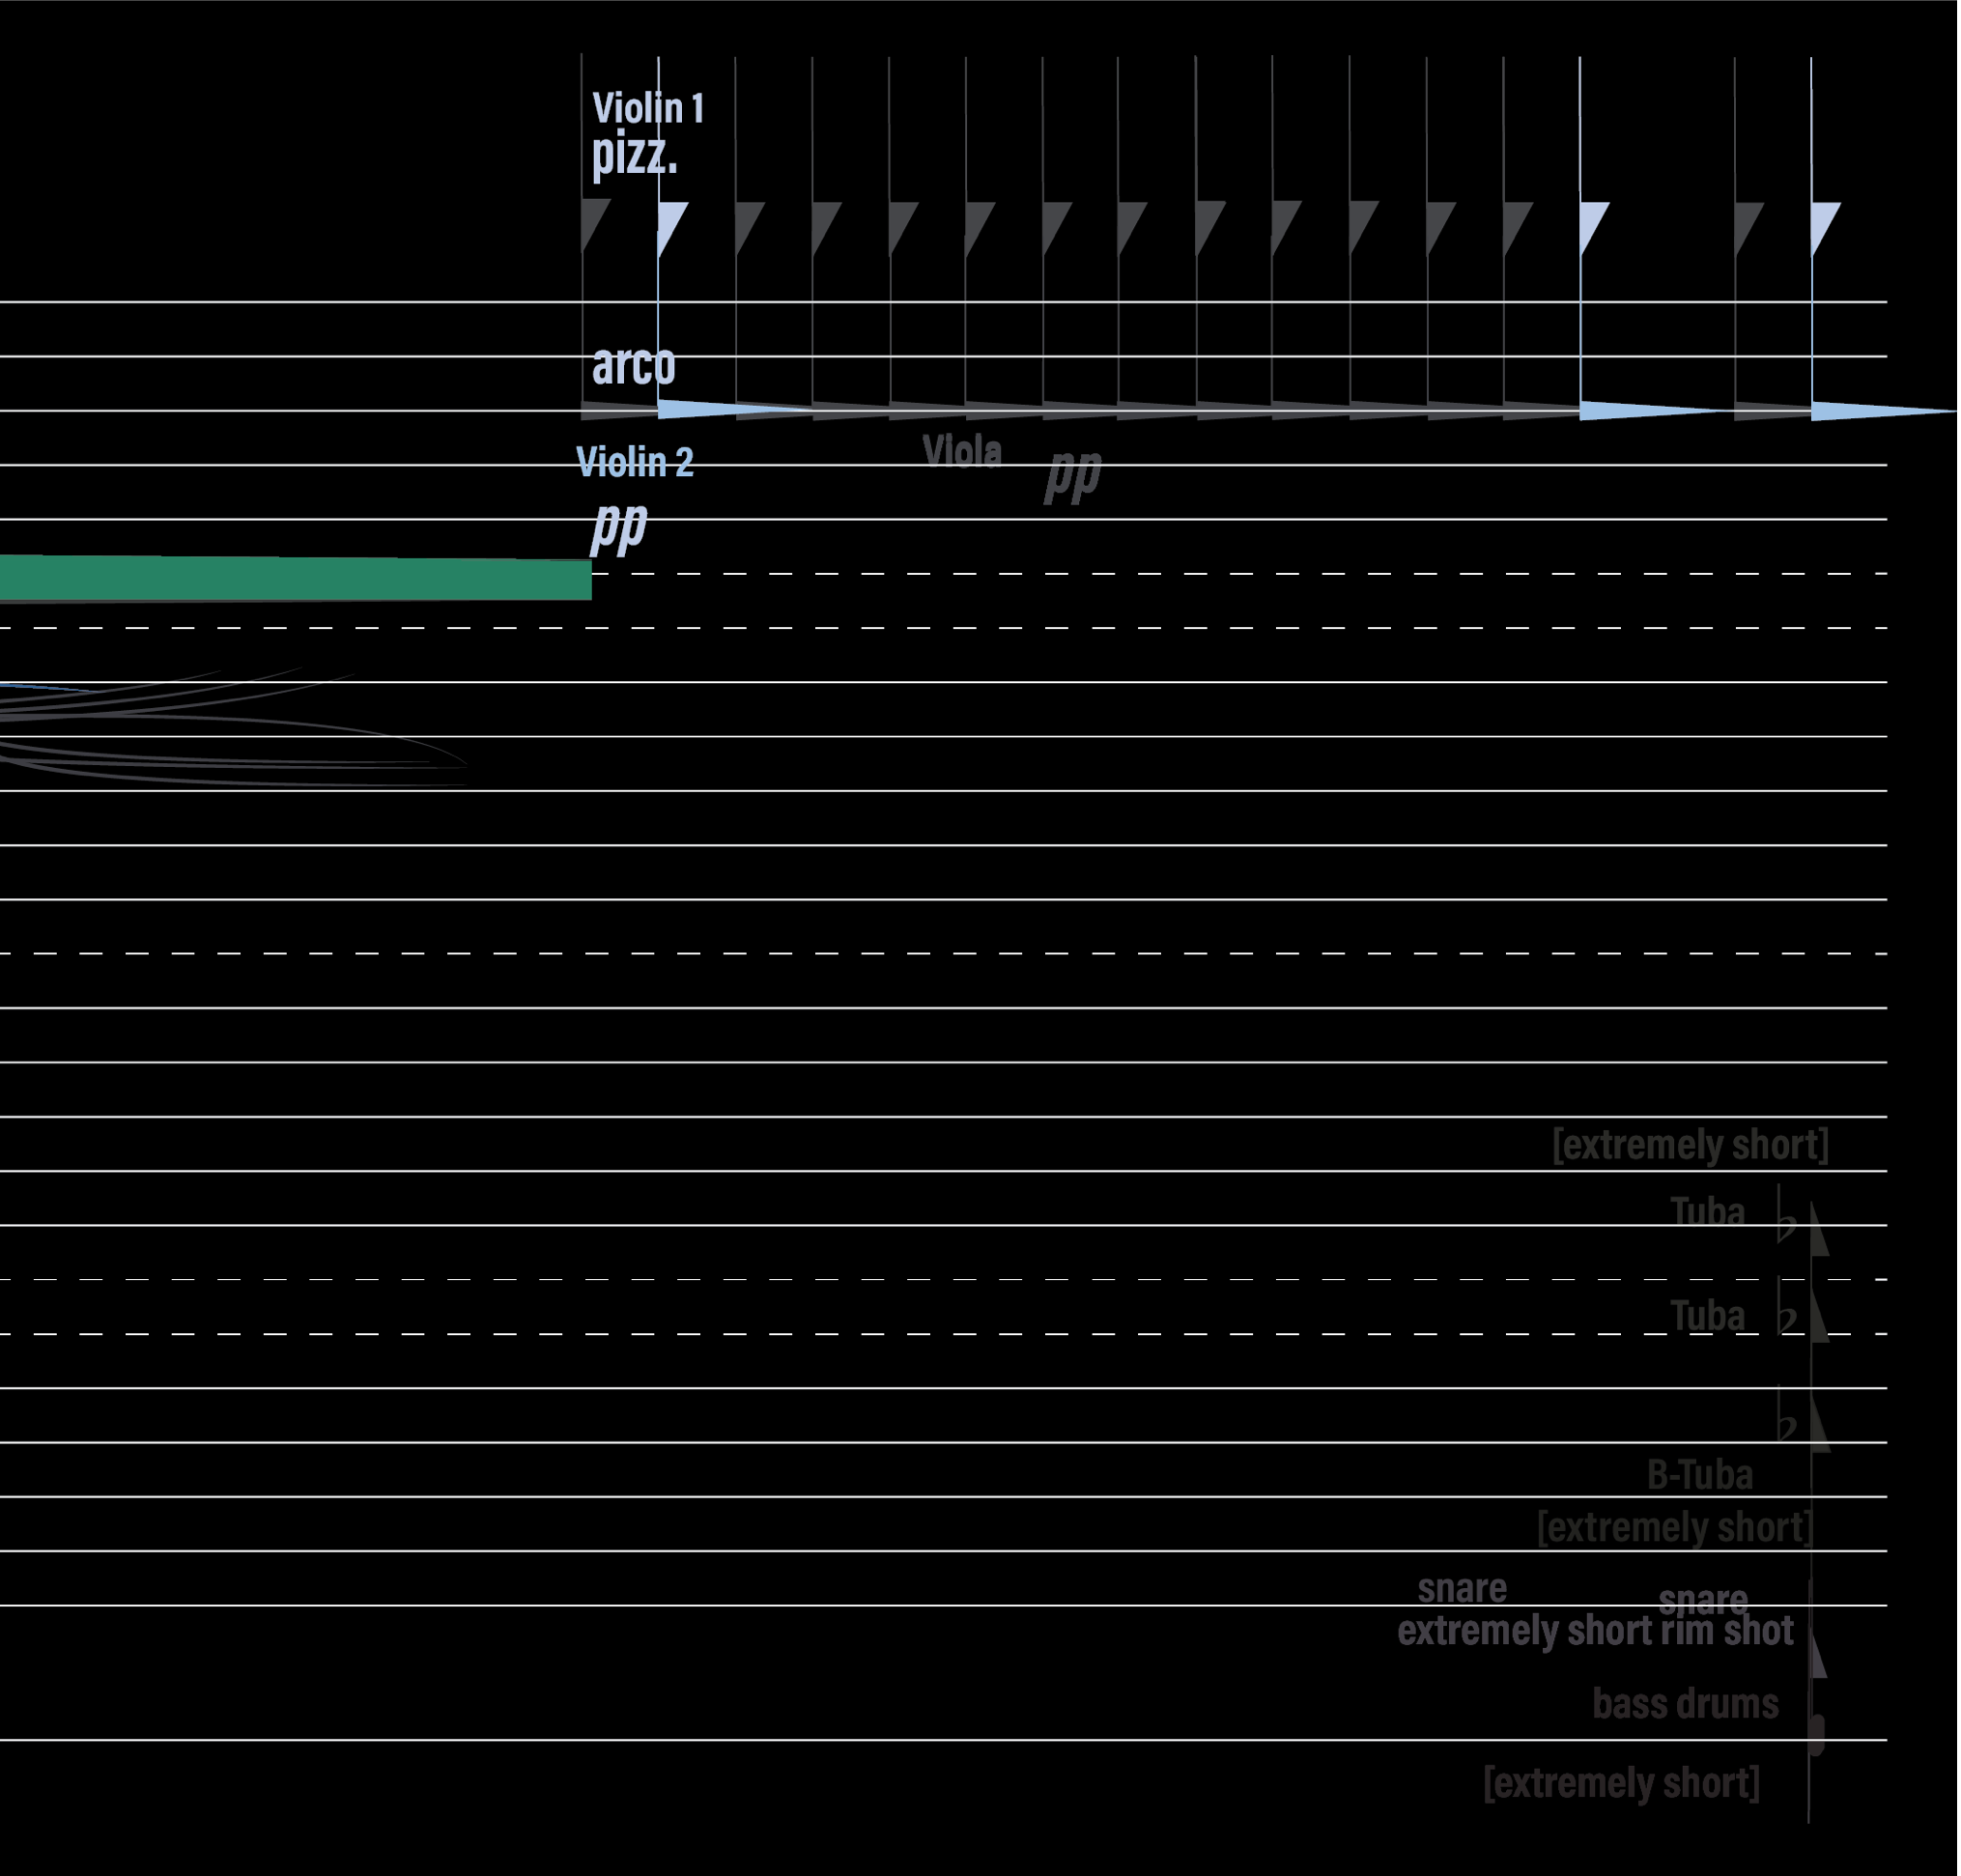 Violin 1
pizz.
arco
Violin 2
Viola
pp
pp
[extremely short]
Tuba
Tuba
B-Tuba
[extremely short]
snare
snare
extremely short rim shot
bass drums
[extremely short]